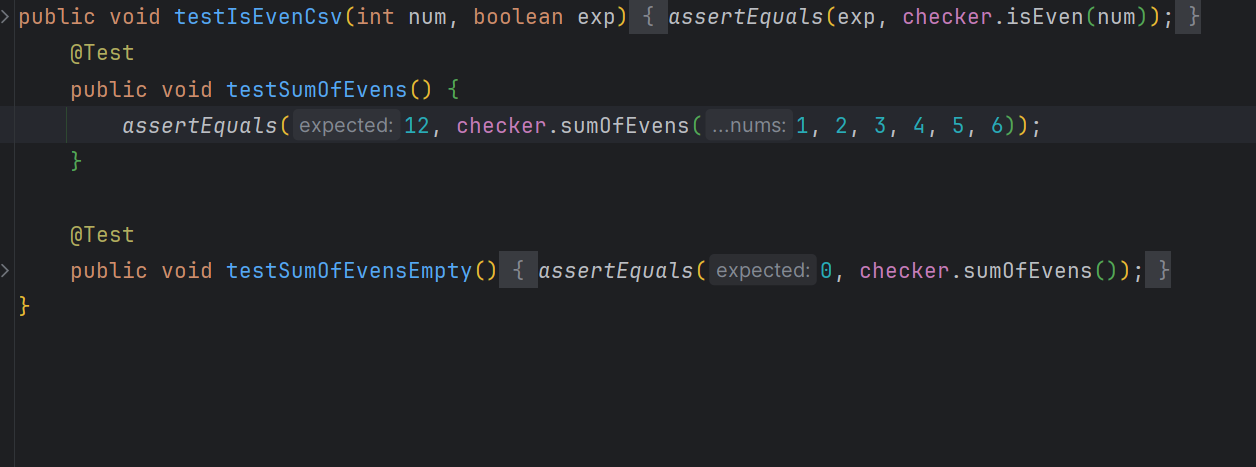 public void testIsEvenCsv(int num, boolean exp) { assertEquals(exp, checker.isEven(num)); }
@Test
public void testSumOfEvens() {
assertEquals( expected: 12, checker.sumOfEvens( ...nums: 1, 2, 3, 4, 5, 6));
}
@Test
public void testSumOfEvensEmpty() { assertEquals( expected: 0, checker.sumOfEvens()); }
}